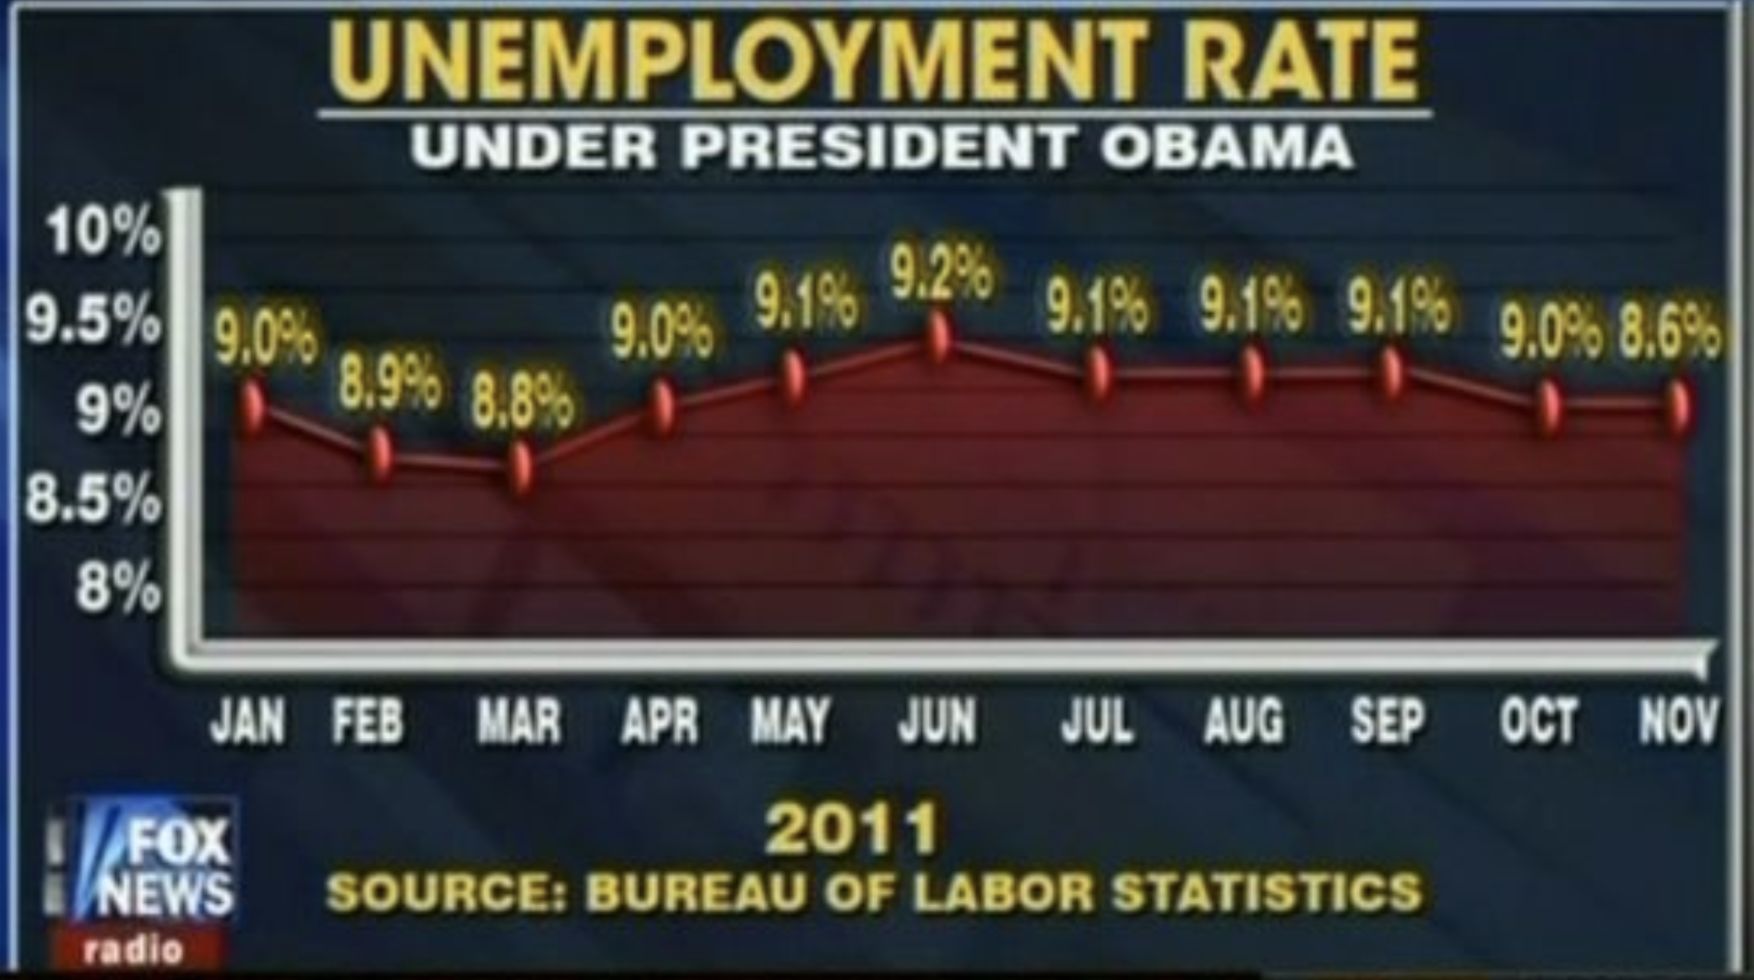 UNEMPLOYMENT RATE
UNDER PRESIDENT OBAMA
10%
9.5%
9%
8.5%
8%
9.0% 8.9% 8.8% 9.0% 9.1% 9.2% 9.1% 9.1% 9.1% 9.0% 8.6%
JAN FEB MAR APR MAY JUN JUL AUG SEP OCT NOV
2011
SOURCE: BUREAU OF LABOR STATISTICS
FOX
NEWS
radio